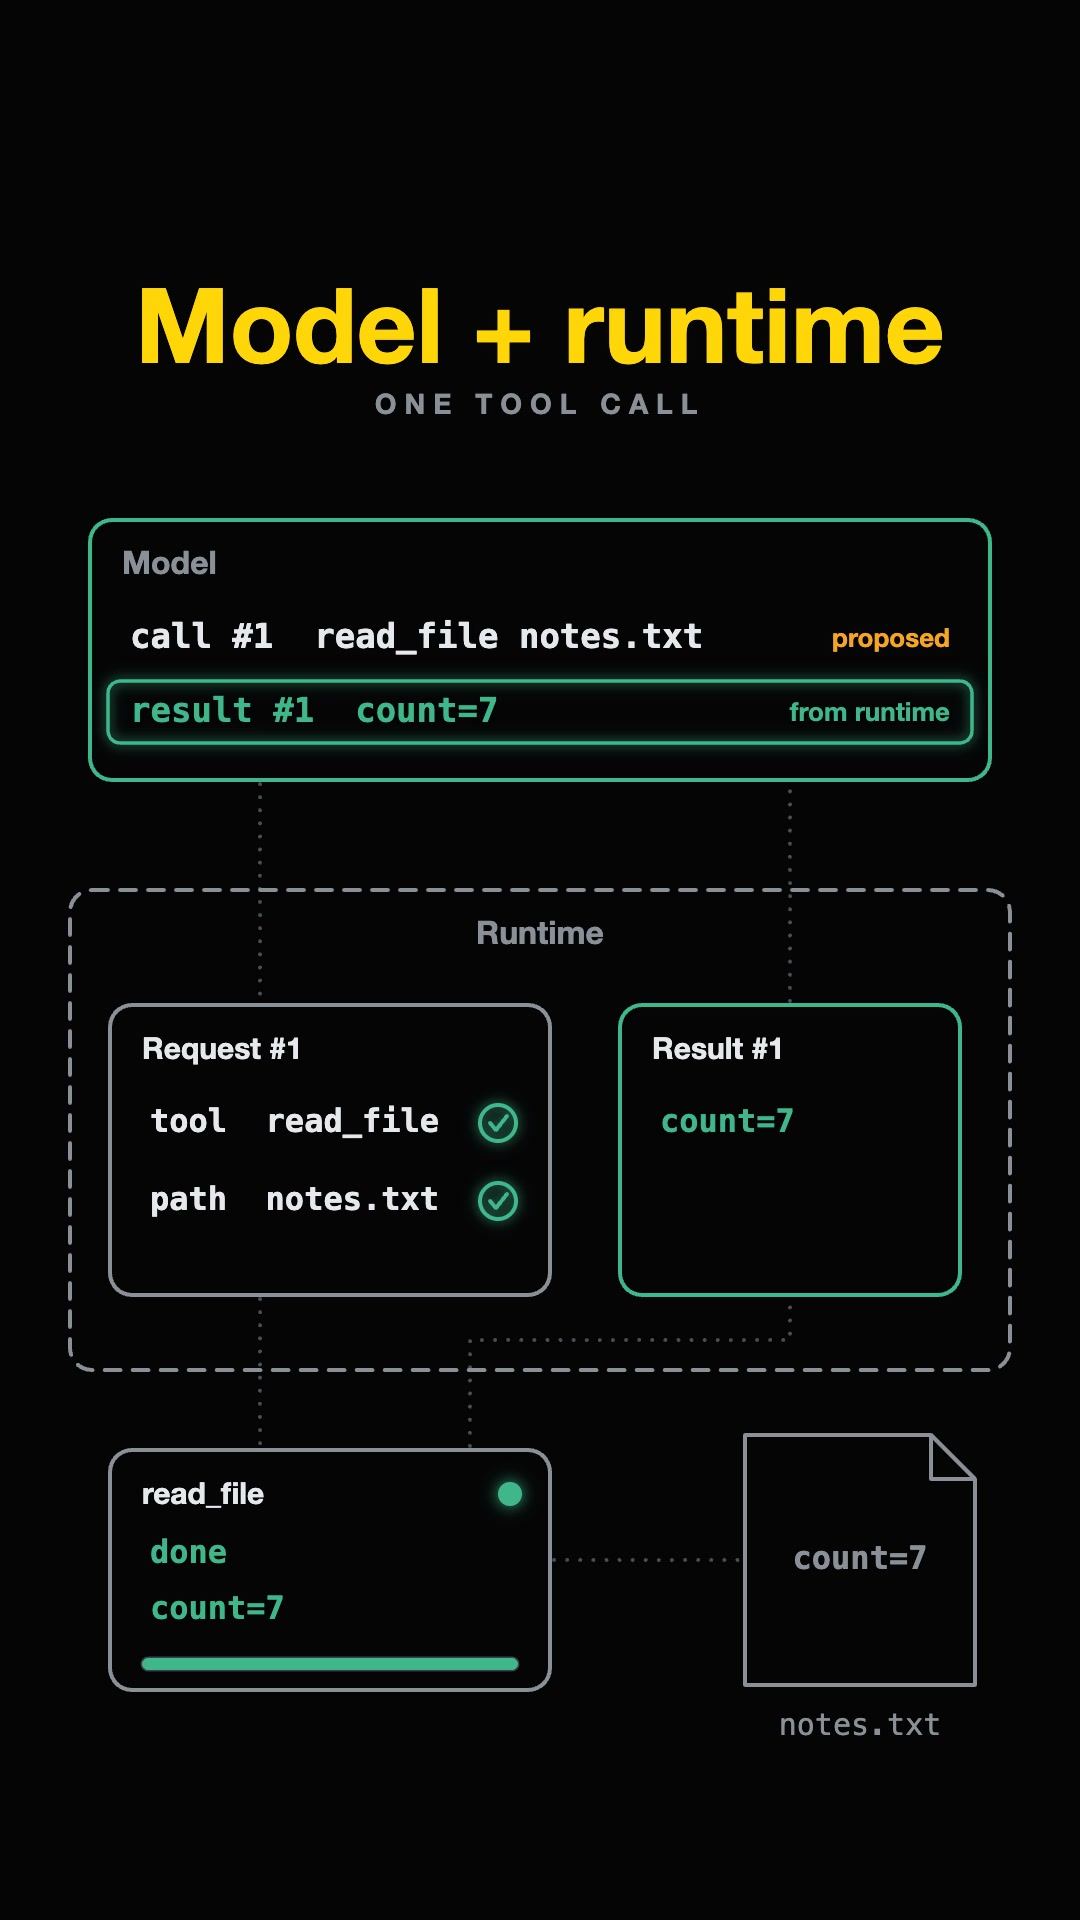 Model + runtime
ONE TOOL CALL
Model
call #1  read_file notes.txt  proposed
result #1  count=7  from runtime
Runtime
Request #1
tool  read_file
path  notes.txt
Result #1
count=7
read_file
done
count=7
count=7
notes.txt